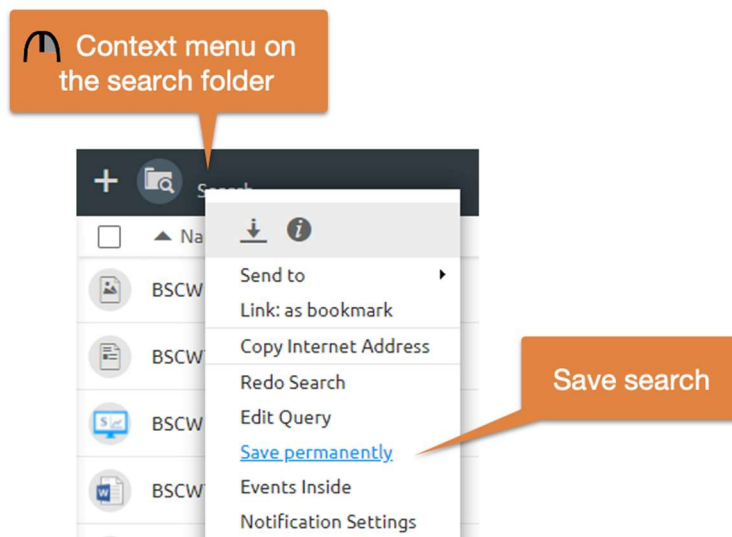 Context menu on
the search folder
Na
Send to
Link: as bookmark
BSCW
Copy Internet Address
BSCW
Redo Search
Save search
Edit Query
BSCW
Save permanently
Events Inside
BSCW
Notification Settings